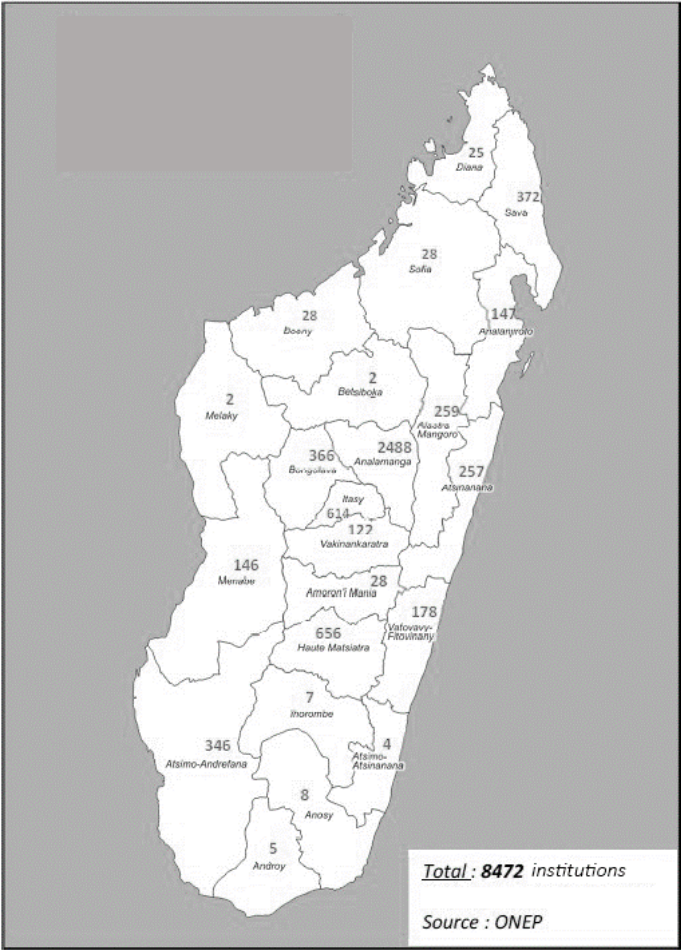 25
Diana
372
Sava
28
Sofia
147
Analanjirofo
28
Boeny
2
Betsiboka
2
Melaky
259
Alaotra
Mangoro
2488
Analamanga
366
Bongolava
257
Atsinanana
Itasy
614
122
Vakinankaratra
146
Menabe
28
Amoron'i Mania
178
Vatovavy-
Fitovinany
656
Haute Matsiatra
7
Ihorombe
4
Atsimo-
Atsinanana
346
Atsimo-Andrefana
8
Anosy
5
Androy
Total : 8472 institutions
Source : ONEP